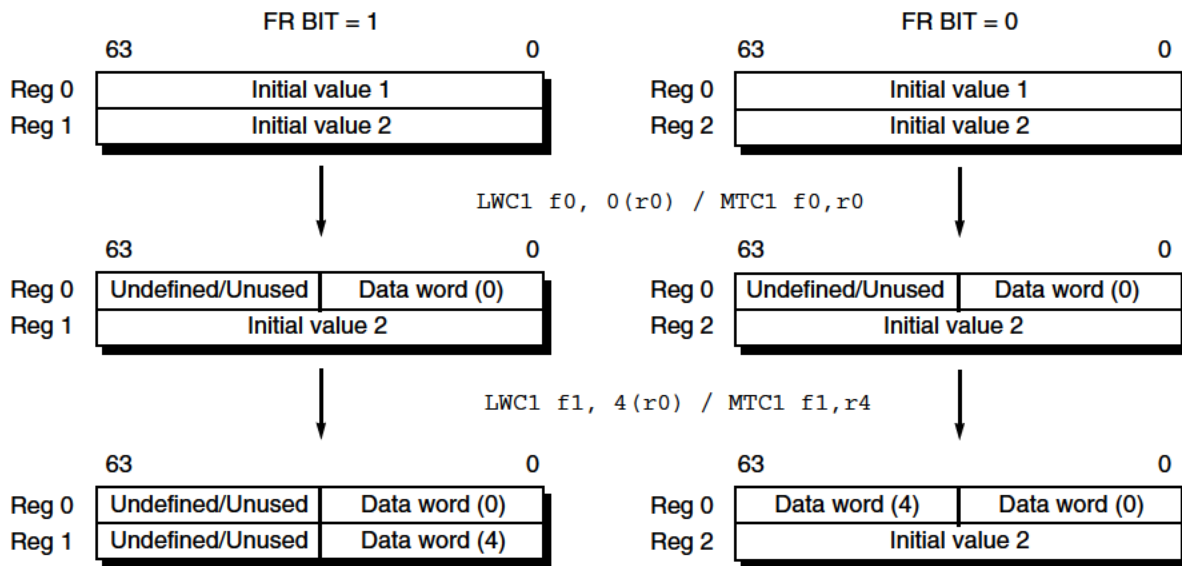 FR BIT = 1 FR BIT = 0
63 0 63 0
Reg 0 Initial value 1 Reg 0 Initial value 1
Reg 1 Initial value 2 Reg 2 Initial value 2
LWC1 f0, 0(r0) / MTC1 f0,r0
63 0 63 0
Reg 0 Undefined/Unused Data word (0) Reg 0 Undefined/Unused Data word (0)
Reg 1 Initial value 2 Reg 2 Initial value 2
LWC1 f1, 4(r0) / MTC1 f1,r4
63 0 63 0
Reg 0 Undefined/Unused Data word (0) Reg 0 Data word (4) Data word (0)
Reg 1 Undefined/Unused Data word (4) Reg 2 Initial value 2